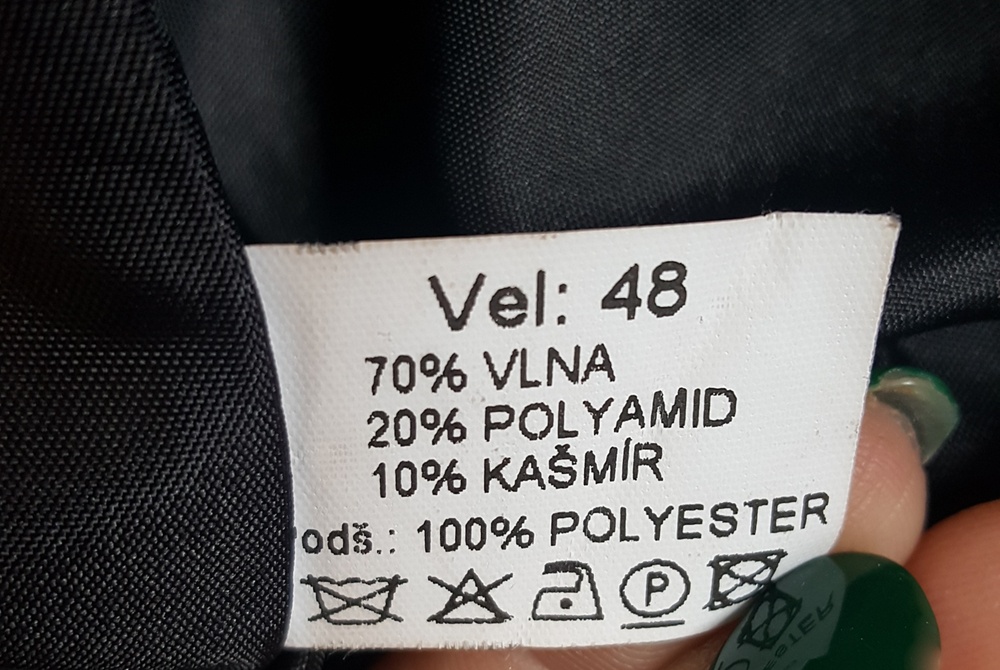 Vel: 48
70% VLNA
20% POLYAMID
10% KAŠMÍR
odš.: 100% POLYESTER
P